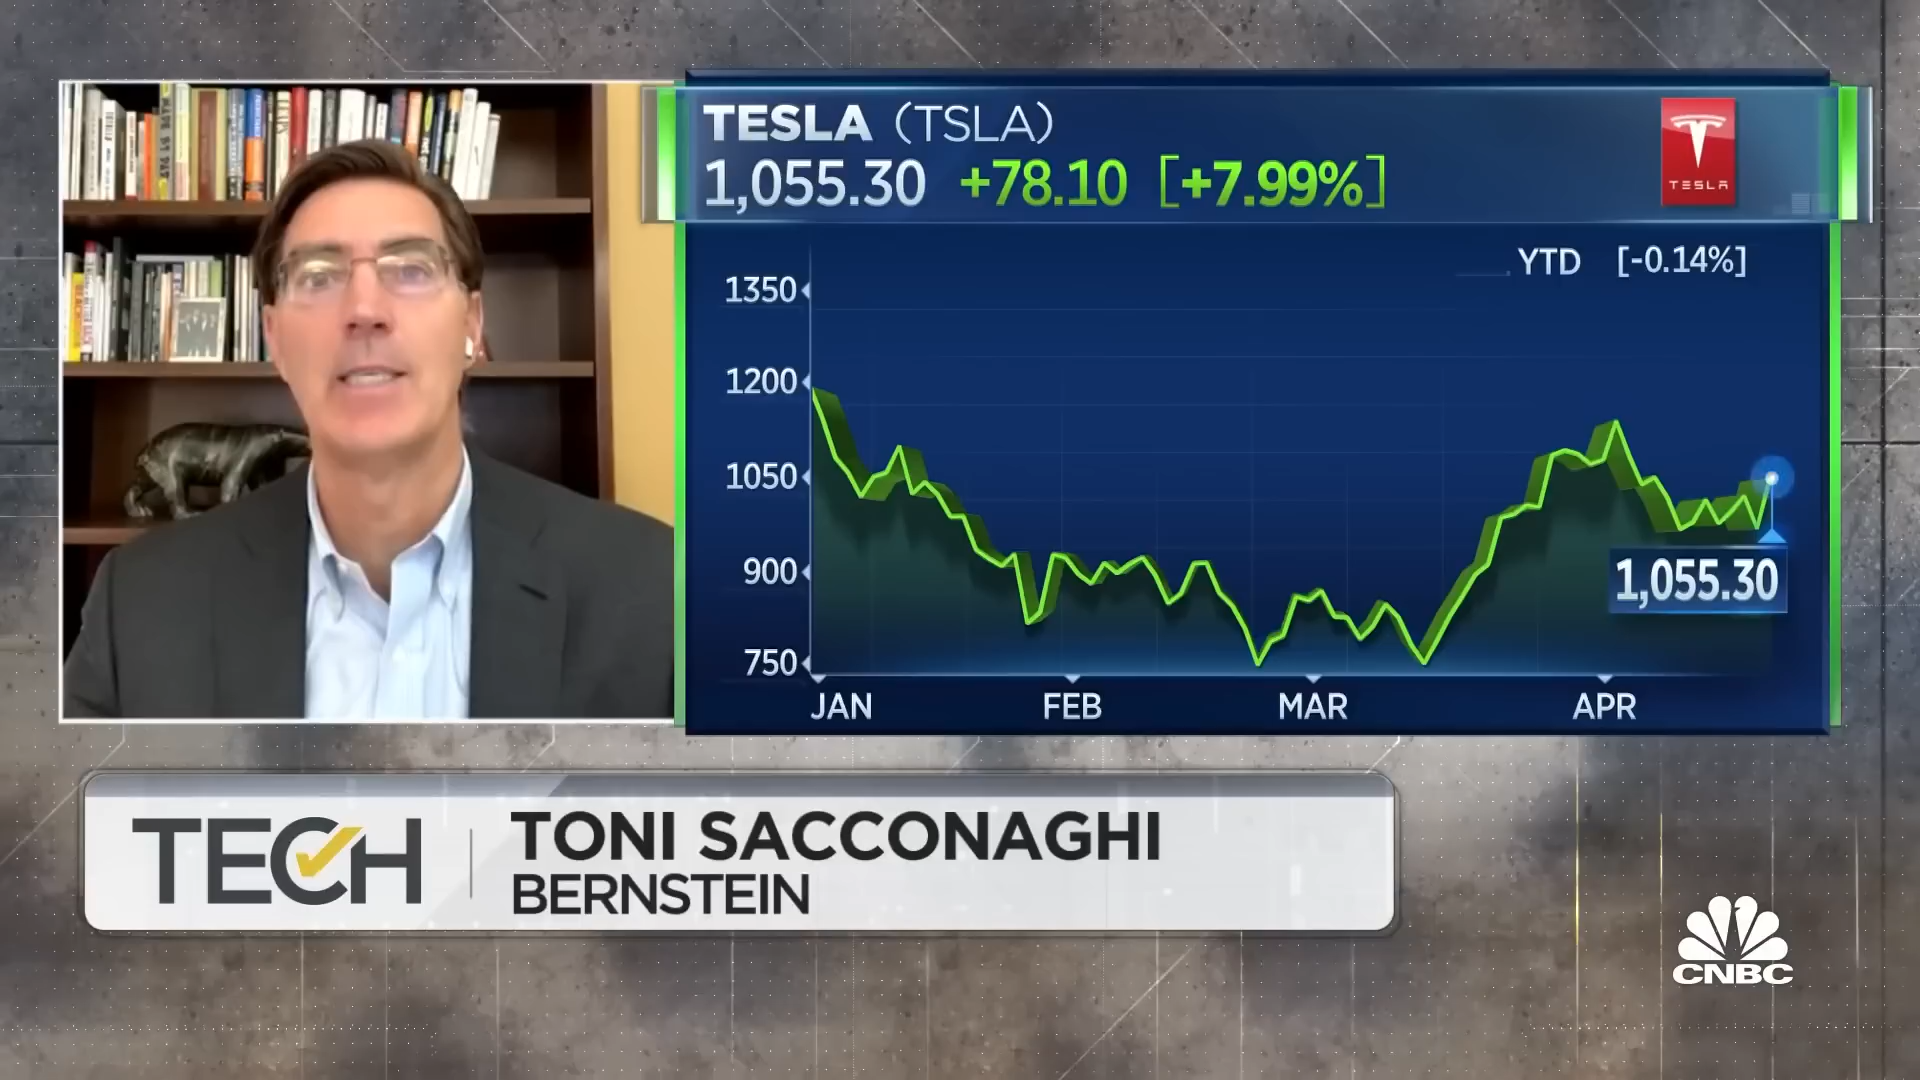 TESLA (TSLA)
1,055.30 +78.10 [+7.99%]
TESLA
YTD [-0.14%]
1350
1200
1050
900
750
1,055.30
JAN FEB MAR APR
TECH
TONI SACCONAGHI
BERNSTEIN
CNBC